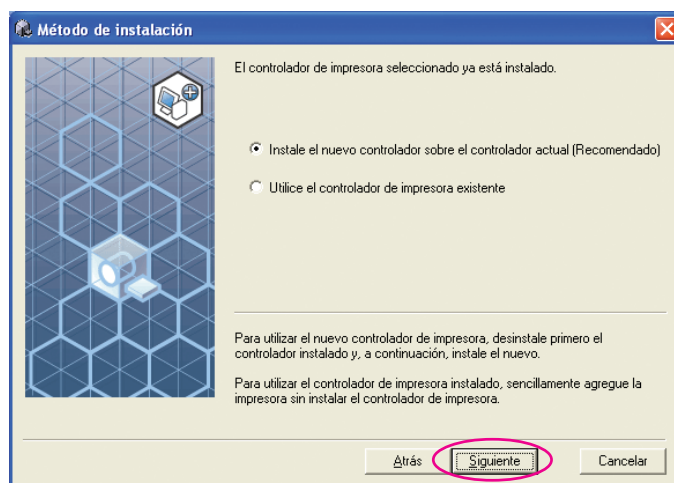 Método de instalación
El controlador de impresora seleccionado ya está instalado.
Instale el nuevo controlador sobre el controlador actual (Recomendado)
Utilice el controlador de impresora existente
Para utilizar el nuevo controlador de impresora, desinstale primero el
controlador instalado y, a continuación, instale el nuevo.
Para utilizar el controlador de impresora instalado, sencillamente agregue la
impresora sin instalar el controlador de impresora.
Atrás Siguiente Cancelar